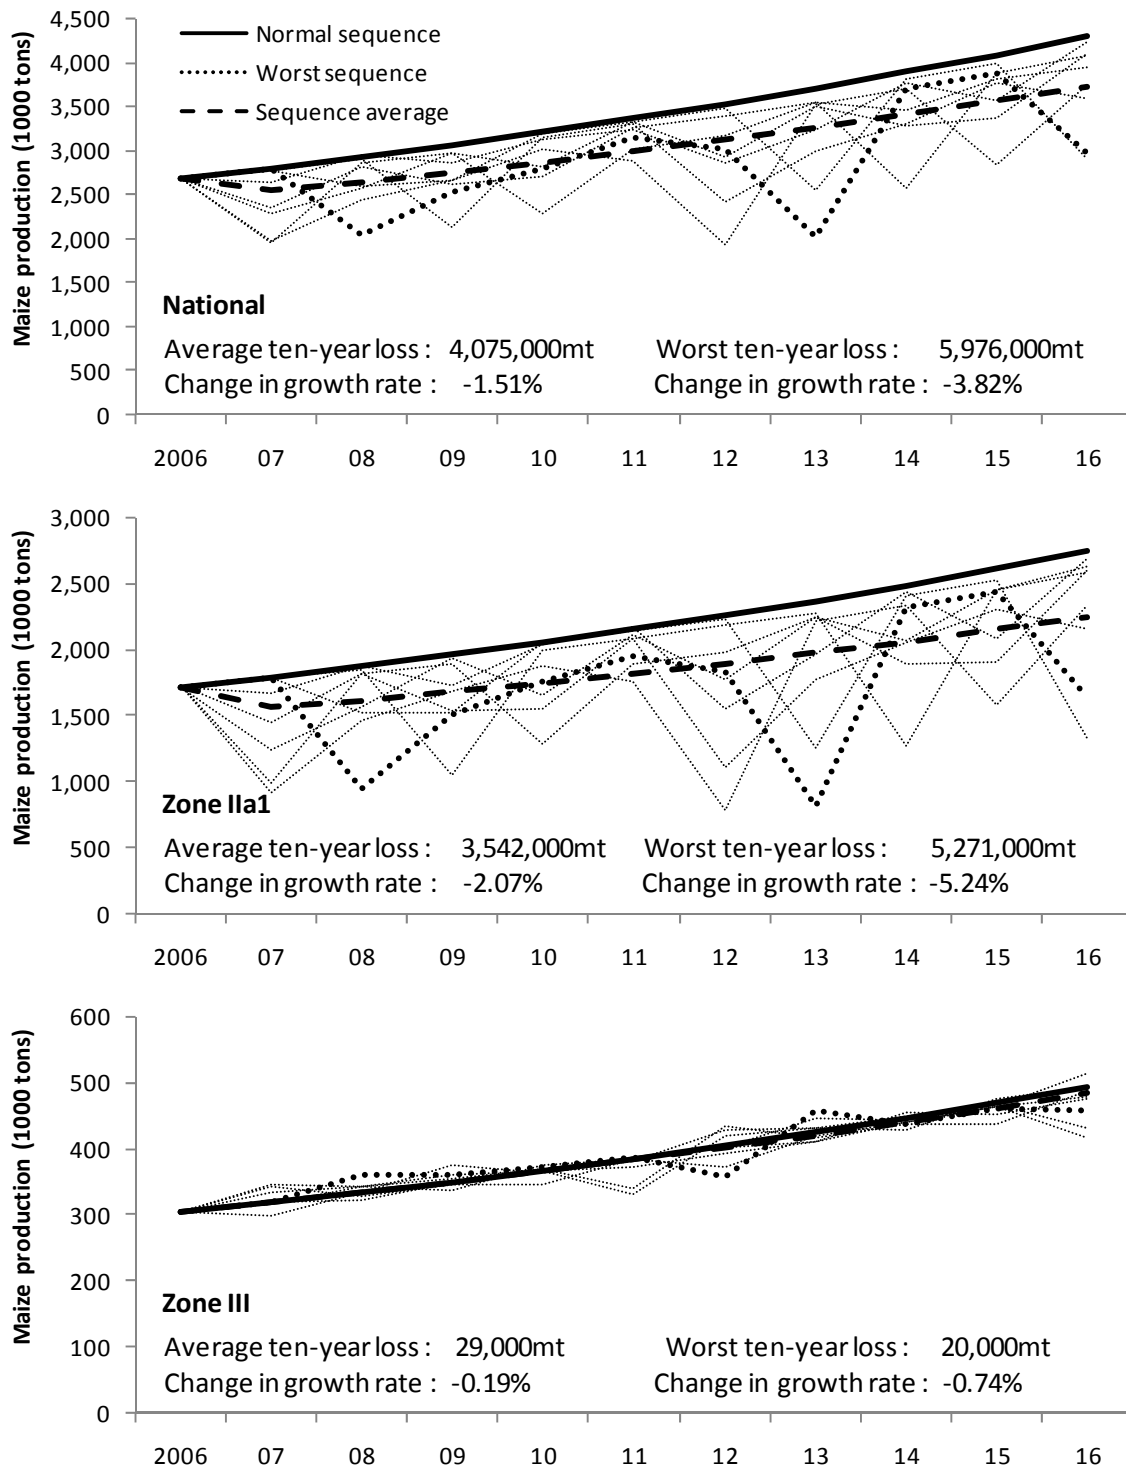 4,500
4,000
3,500
3,000
2,500
2,000
1,500
1,000
500
0
Maize production (1000 tons)
Normal sequence
Worst sequence
Sequence average
National
Average ten-year loss : 4,075,000mt Worst ten-year loss : 5,976,000mt
Change in growth rate : -1.51% Change in growth rate : -3.82%
2006 07 08 09 10 11 12 13 14 15 16
3,000
2,500
2,000
1,500
1,000
500
0
Maize production (1000 tons)
Zone IIa1
Average ten-year loss : 3,542,000mt Worst ten-year loss : 5,271,000mt
Change in growth rate : -2.07% Change in growth rate : -5.24%
2006 07 08 09 10 11 12 13 14 15 16
600
500
400
300
200
100
0
Maize production (1000 tons)
Zone III
Average ten-year loss : 29,000mt Worst ten-year loss : 20,000mt
Change in growth rate : -0.19% Change in growth rate : -0.74%
2006 07 08 09 10 11 12 13 14 15 16